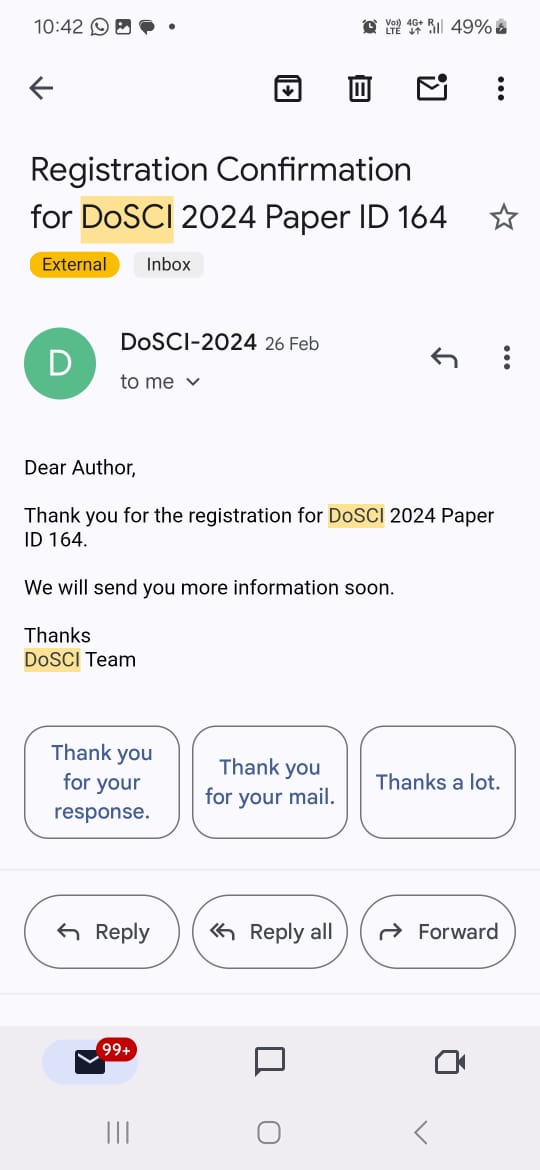 10:42
Vo)) LTE 4G+ R 49%
Registration Confirmation
for DoSCI 2024 Paper ID 164
External Inbox
D
DoSCI-2024 26 Feb
to me
Dear Author,
Thank you for the registration for DoSCI 2024 Paper
ID 164.
We will send you more information soon.
Thanks
DoSCI Team
Thank you
for your
response.
Thank you
for your mail.
Thanks a lot.
Reply Reply all Forward
99+